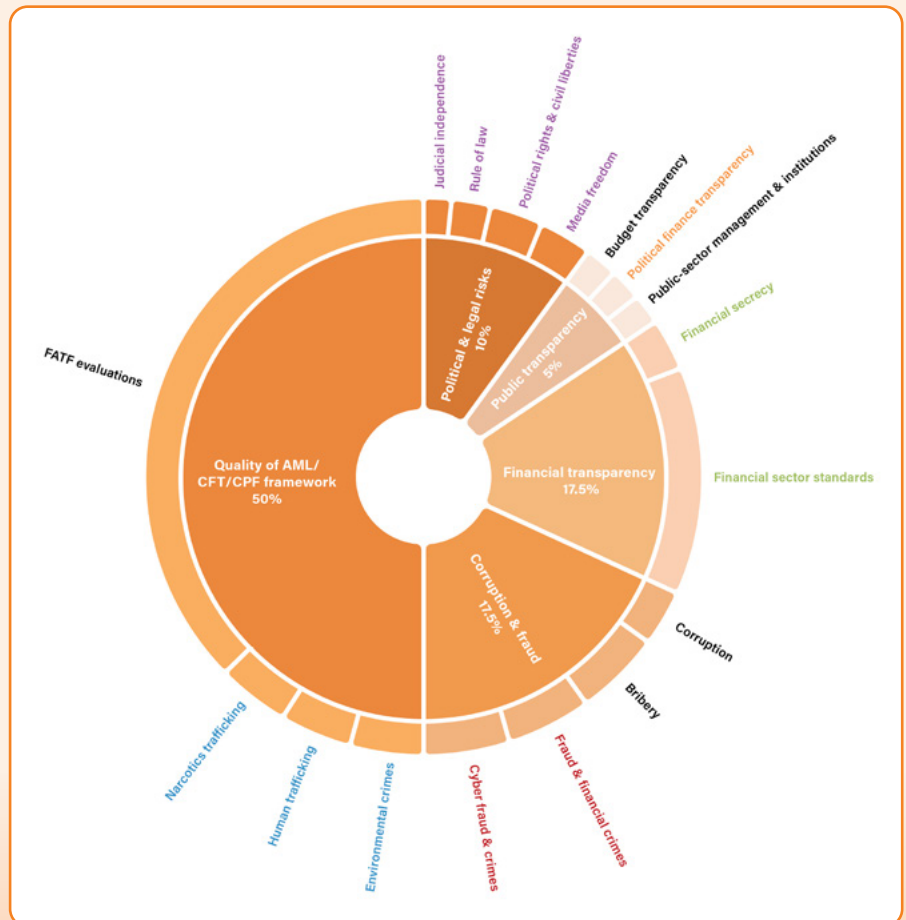 Judicial independence
Rule of law
Political rights & civil liberties
Media freedom
Budget transparency
Political finance transparency
Public-sector management & institutions
Financial secrecy
Financial sector standards
Corruption
Bribery
Fraud & financial crimes
Cyber fraud & crimes
Environmental crimes
Human trafficking
Narcotics trafficking
FATF evaluations
Political & legal risks
10%
Public transparency
5%
Financial transparency
17.5%
Corruption & fraud
17.5%
Quality of AML/
CFT/CPF framework
50%